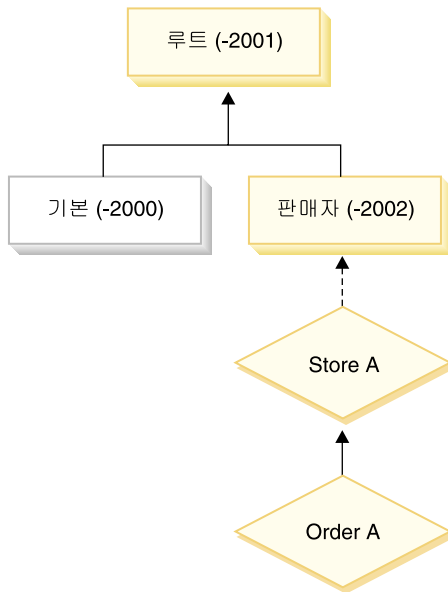 루트 (-2001)
기본 (-2000)
판매자 (-2002)
Store A
Order A